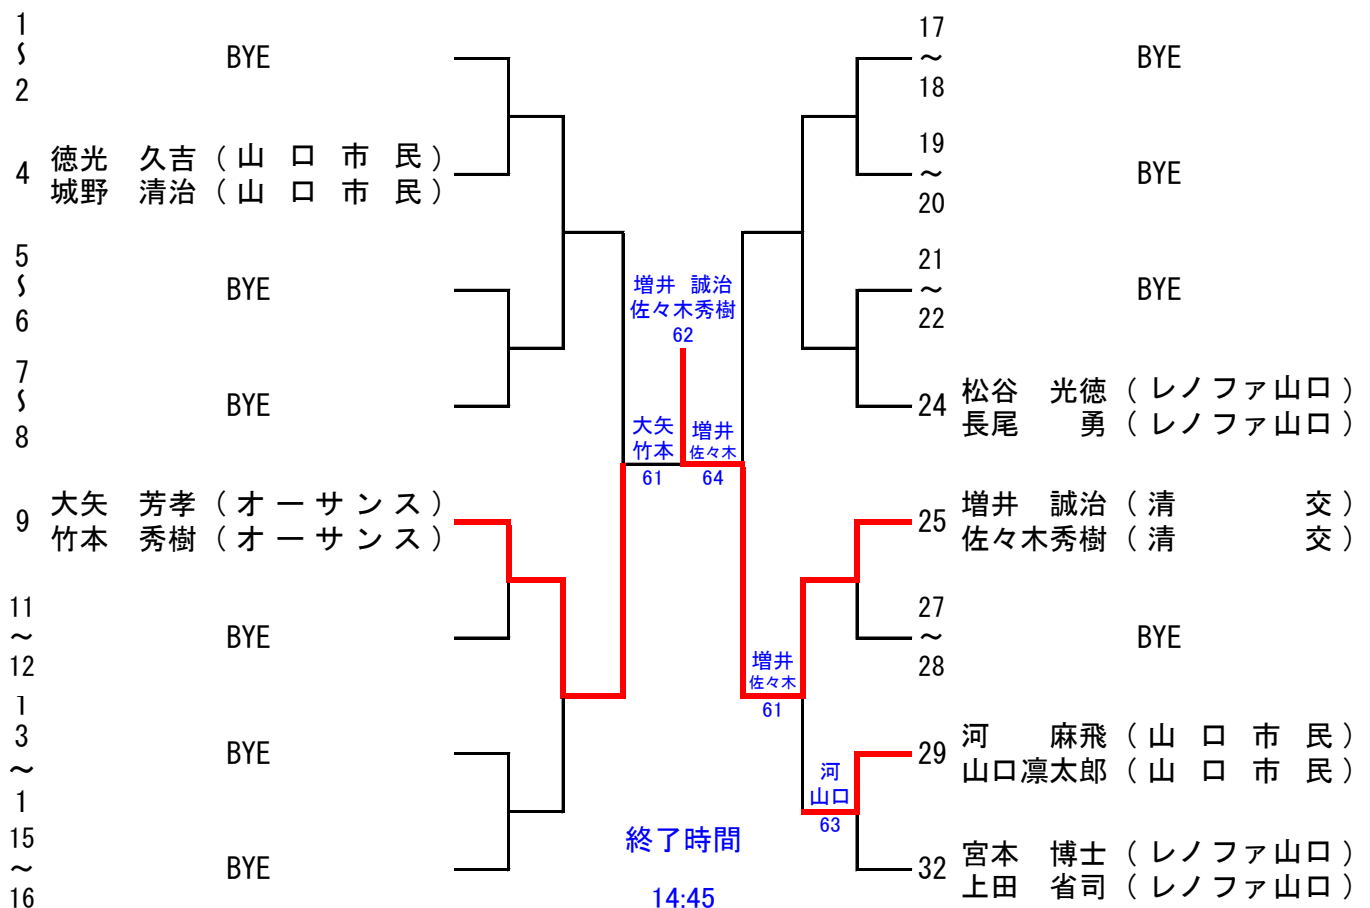 1
〜
2
BYE
4
徳光　久吉（山 口 市 民）
城野　清治（山 口 市 民）
5
〜
6
BYE
7
〜
8
BYE
9
大矢　芳孝（オーサンス）
竹本　秀樹（オーサンス）
11
～
12
BYE
1
3
～
1
BYE
15
～
16
BYE
増井　誠治
佐々木秀樹
62
大矢
竹本
61
増井
佐々木
64
増井
佐々木
61
河
山口
63
終了時間
14:45
17
～
18
BYE
19
～
20
BYE
21
～
22
BYE
24
松谷　光徳（レノファ山口）
長尾　　勇（レノファ山口）
25
増井　誠治（清　　　交）
佐々木秀樹（清　　　交）
27
～
28
BYE
29
河　　麻飛（山 口 市 民）
山口凛太郎（山 口 市 民）
32
宮本　博士（レノファ山口）
上田　省司（レノファ山口）